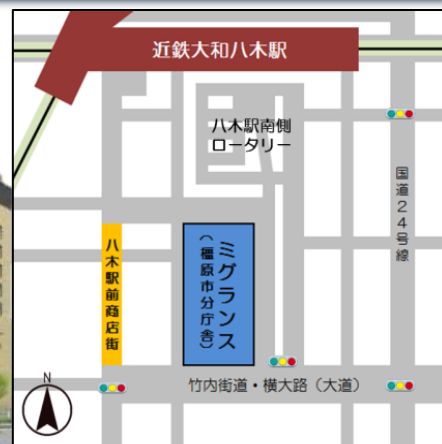 近鉄大和八木駅
八木駅南側
ロータリー
国道24号線
八木駅前商店街
ミグランス
(橿原市分庁舎)
竹内街道・横大路(大道)
N